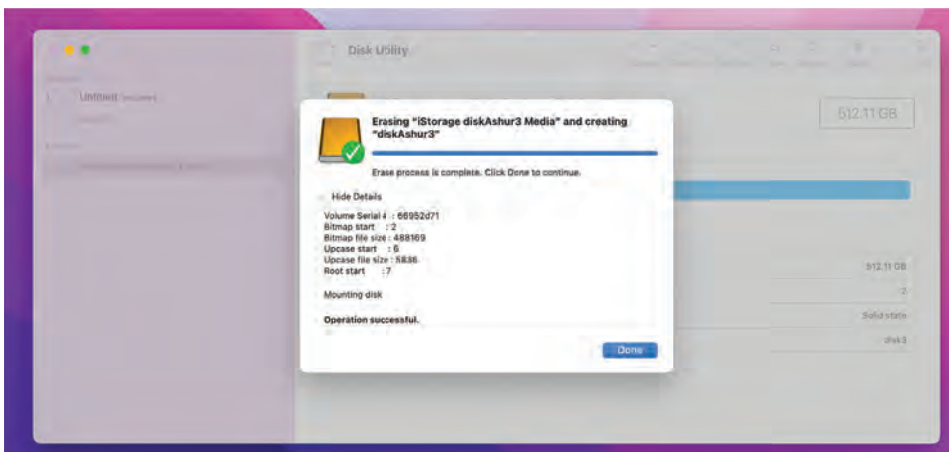 Disk Utility
Untitled
512.11 GB
Erasing "iStorage diskAshur3 Media" and creating
"diskAshur3"
Erase process is complete. Click Done to continue.
Hide Details
Volume Serial # : 66952d71
Bitmap start : 2
Bitmap file size : 488169
Upcase start : 6
Upcase file size : 5836
Root start : 7
Mounting disk
Operation successful.
Done
512.11 GB
2
Solid state
disk3